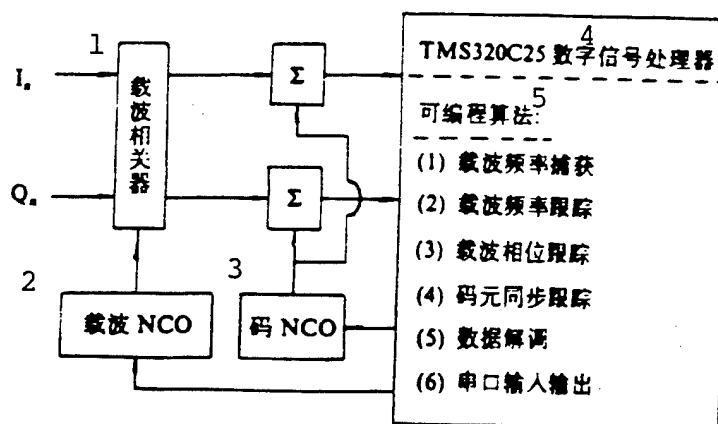 1
I_s
载波相关器
Σ
Q_s
Σ
2
载波 NCO
3
码 NCO
4
TMS320C25 数字信号处理器
5
可编程算法:
(1) 载波频率捕获
(2) 载波频率跟踪
(3) 载波相位跟踪
(4) 码元同步跟踪
(5) 数据解调
(6) 串口输入输出